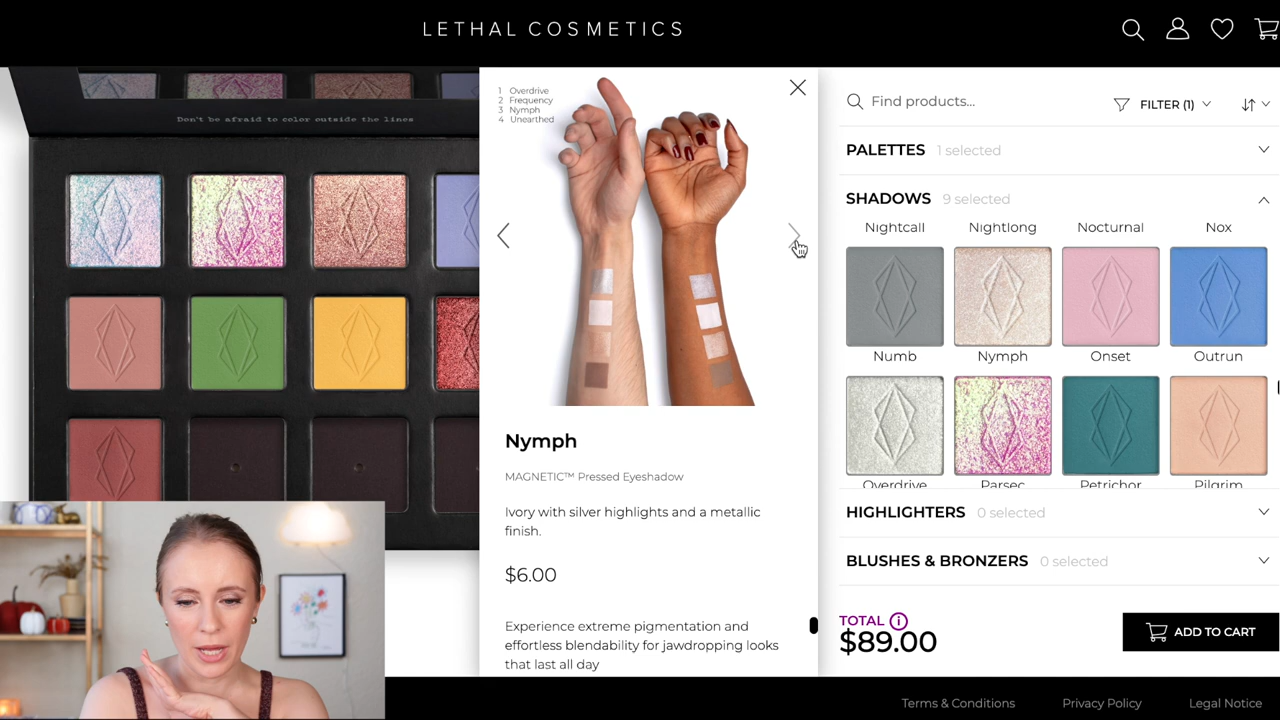 LETHAL COSMETICS
Don't be afraid to color outside the lines
1 Overdrive
2 Frequency
3 Nymph
4 Unearthed
Nymph
MAGNETIC™ Pressed Eyeshadow
Ivory with silver highlights and a metallic
finish.
$6.00
Experience extreme pigmentation and
effortless blendability for jawdropping looks
that last all day
Find products...
FILTER (1)
PALETTES 1 selected
SHADOWS 9 selected
Nightcall Nightlong Nocturnal Nox
Numb Nymph Onset Outrun
Overdrive Parsec Petrichor Pilgrim
HIGHLIGHTERS 0 selected
BLUSHES & BRONZERS 0 selected
TOTAL i
$89.00
ADD TO CART
Terms & Conditions Privacy Policy Legal Notice